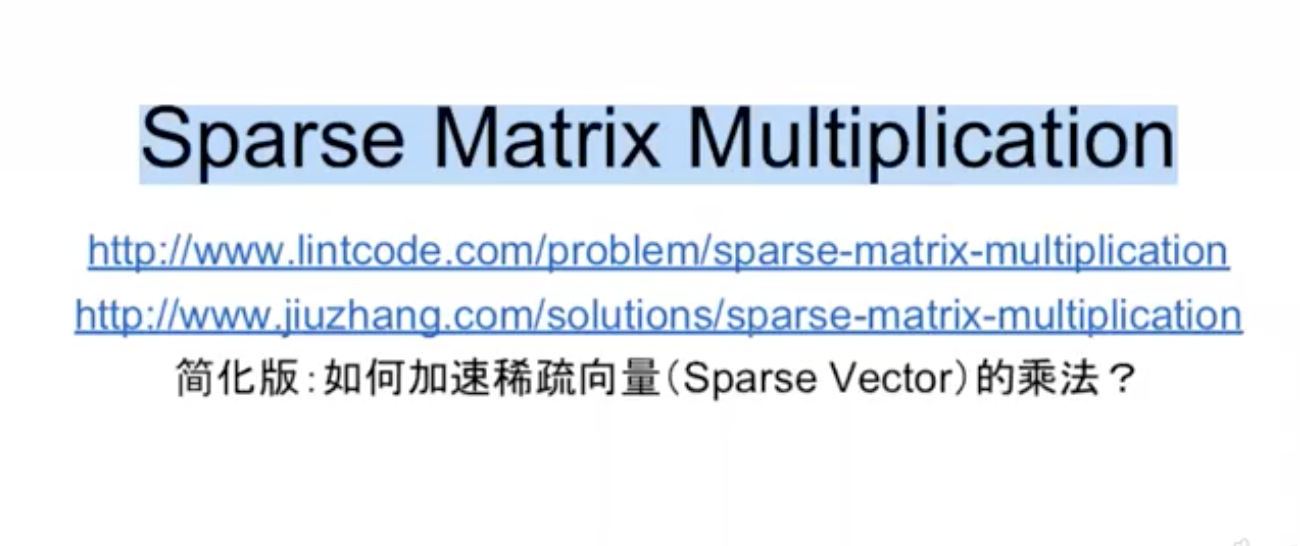 Sparse Matrix Multiplication
http://www.lintcode.com/problem/sparse-matrix-multiplication
http://www.jiuzhang.com/solutions/sparse-matrix-multiplication
简化版：如何加速稀疏向量（Sparse Vector）的乘法？